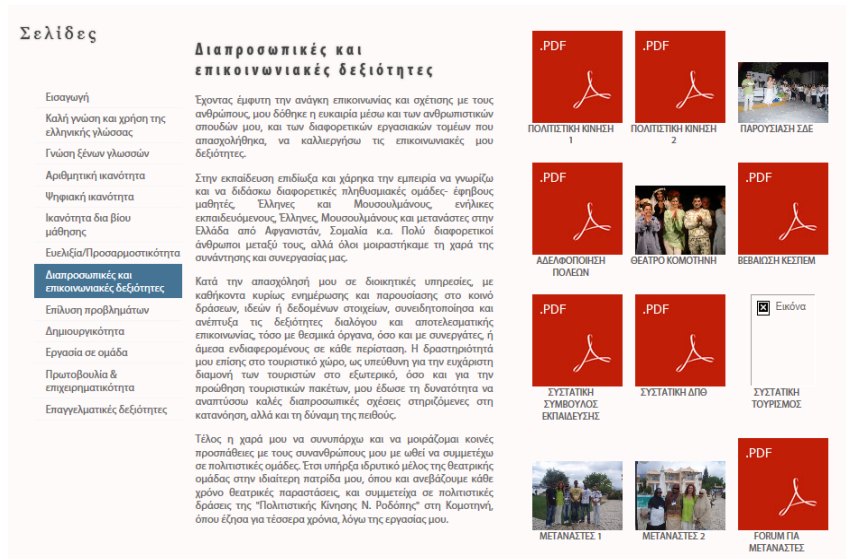 Σελίδες
Εισαγωγή
Καλή γνώση και χρήση της
ελληνικής γλώσσας
Γνώση ξένων γλωσσών
Αριθμητική ικανότητα
Ψηφιακή ικανότητα
Ικανότητα δια βίου
μάθησης
Ευελιξία/Προσαρμοστικότητα
Διαπροσωπικές και
επικοινωνιακές δεξιότητες
Επίλυση προβλημάτων
Δημιουργικότητα
Εργασία σε ομάδα
Πρωτοβουλία &
επιχειρηματικότητα
Επαγγελματικές δεξιότητες
Διαπροσωπικές και
επικοινωνιακές δεξιότητες
Έχοντας έμφυτη την ανάγκη επικοινωνίας και σχέτισης με τους
ανθρώπους, μου δόθηκε η ευκαιρία μέσω και των ανθρωπιστικών
σπουδών μου, και των διαφορετικών εργασιακών τομέων που
απασχολήθηκα, να καλλιεργήσω τις επικοινωνιακές μου
δεξιότητες.
Στην εκπαίδευση επιδίωξα και χάρηκα την εμπειρία να γνωρίζω
και να διδάσκω διαφορετικές πληθυσμιακές ομάδες- έφηβους
μαθητές, Έλληνες και Μουσουλμάνους, ενήλικες
εκπαιδευόμενους, Έλληνες, Μουσουλμάνους και μετανάστες στην
Ελλάδα από Αφγανιστάν, Σομαλία κ.α. Πολύ διαφορετικοί
άνθρωποι μεταξύ τους, αλλά όλοι μοιραστήκαμε τη χαρά της
συνάντησης και συνεργασίας μας.
Κατά την απασχόλησή μου σε διοικητικές υπηρεσίες, με
καθήκοντα κυρίως ενημέρωσης και παρουσίασης στο κοινό
δράσεων, ιδεών ή δεδομένων στοιχείων, συνειδητοποίησα και
ανέπτυξα τις δεξιότητες διαλόγου και αποτελεσματικής
επικοινωνίας, τόσο με θεσμικά όργανα, όσο και με συνεργάτες, ή
άμεσα ενδιαφερομένους σε κάθε περίσταση. Η δραστηριότητά
μου επίσης στο τουριστικό χώρο, ως υπεύθυνη για την ευχάριστη
διαμονή των τουριστών στο εξωτερικό, όσο και για την
προώθηση τουριστικών πακέτων, μου έδωσε τη δυνατότητα να
αναπτύσσω καλές διαπροσωπικές σχέσεις στηριζόμενες στη
κατανόηση, αλλά και τη δύναμη της πειθούς.
Τέλος η χαρά μου να συνυπάρχω και να μοιράζομαι κοινές
προσπάθειες με τους συνανθρώπους μου με ωθεί να συμμετέχω
σε πολιτιστικές ομάδες. Έτσι υπήρξα ιδρυτικό μέλος της θεατρικής
ομάδας στην ιδιαίτερη πατρίδα μου, όπου και ανεβάζουμε κάθε
χρόνο θεατρικές παραστάσεις, και συμμετείχα σε πολιτιστικές
δράσεις της "Πολιτιστικής Κίνησης Ν. Ροδόπης" στη Κομοτηνή,
όπου έζησα για τέσσερα χρόνια, λόγω της εργασίας μου.
.PDF
ΠΟΛΙΤΙΣΤΙΚΗ ΚΙΝΗΣΗ
1
.PDF
ΠΟΛΙΤΙΣΤΙΚΗ ΚΙΝΗΣΗ
2
ΠΑΡΟΥΣΙΑΣΗ ΣΔΕ
.PDF
ΑΔΕΛΦΟΠΟΙΗΣΗ
ΠΟΛΕΩΝ
ΘΕΑΤΡΟ ΚΟΜΟΤΗΝΗ
.PDF
ΒΕΒΑΙΩΣΗ ΚΕΣΠΕΜ
.PDF
ΣΥΣΤΑΤΙΚΗ
ΣΥΜΒΟΥΛΟΣ
ΕΚΠΑΙΔΕΥΣΗΣ
.PDF
ΣΥΣΤΑΤΙΚΗ ΔΠΘ
Εικόνα
ΣΥΣΤΑΤΙΚΗ
ΤΟΥΡΙΣΜΟΣ
ΜΕΤΑΝΑΣΤΕΣ 1
ΜΕΤΑΝΑΣΤΕΣ 2
.PDF
FORUM ΓΙΑ
ΜΕΤΑΝΑΣΤΕΣ